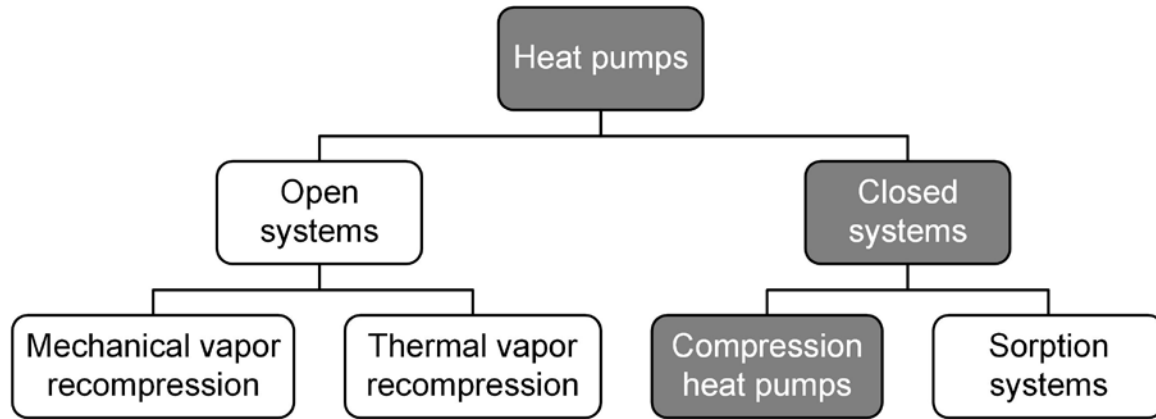 Heat pumps
Open
systems
Closed
systems
Mechanical vapor
recompression
Thermal vapor
recompression
Compression
heat pumps
Sorption
systems